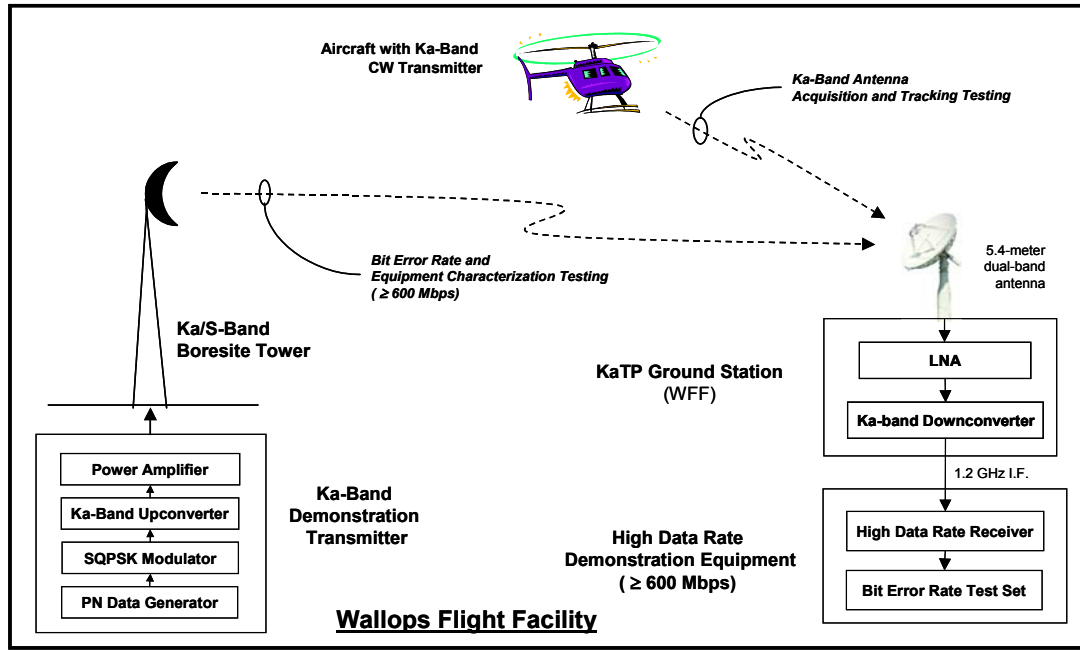 Aircraft with Ka-Band
CW Transmitter
Ka-Band Antenna
Acquisition and Tracking Testing
Bit Error Rate and
Equipment Characterization Testing
( ≥ 600 Mbps)
5.4-meter
dual-band
antenna
Ka/S-Band
Boresite Tower
KaTP Ground Station
(WFF)
LNA
Ka-band Downconverter
1.2 GHz I.F.
Power Amplifier
Ka-Band Upconverter
SQPSK Modulator
PN Data Generator
Ka-Band
Demonstration
Transmitter
High Data Rate
Demonstration Equipment
( ≥ 600 Mbps)
High Data Rate Receiver
Bit Error Rate Test Set
Wallops Flight Facility